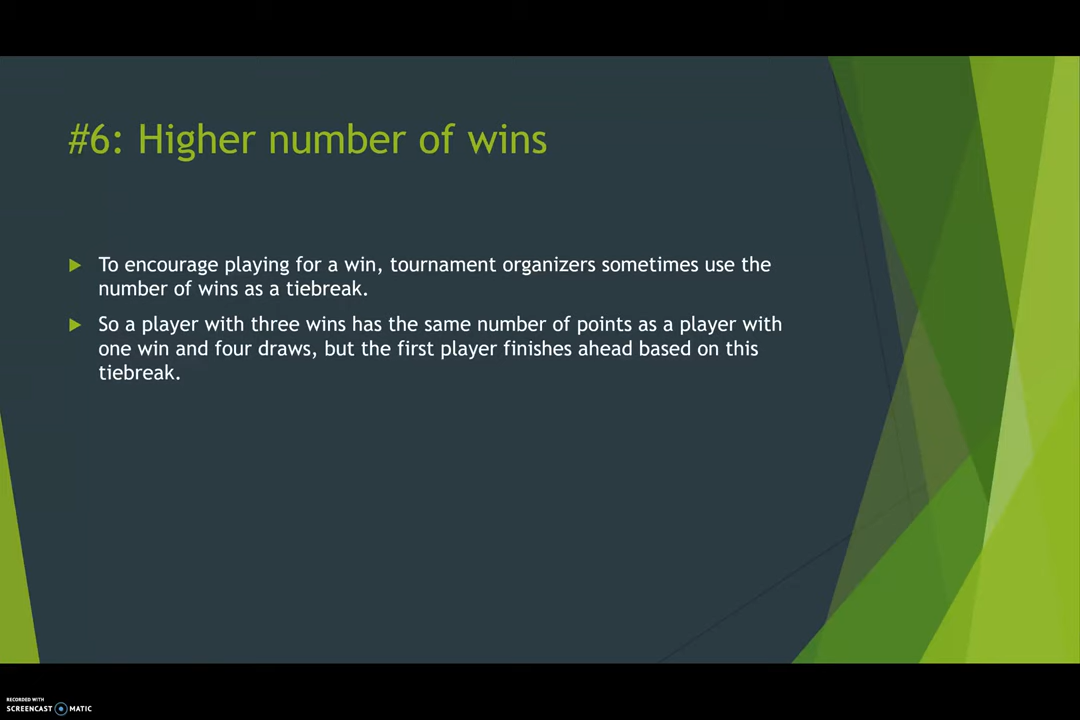 #6: Higher number of wins
To encourage playing for a win, tournament organizers sometimes use the
number of wins as a tiebreak.
So a player with three wins has the same number of points as a player with
one win and four draws, but the first player finishes ahead based on this
tiebreak.
RECORDED WITH
SCREENCAST MATIC